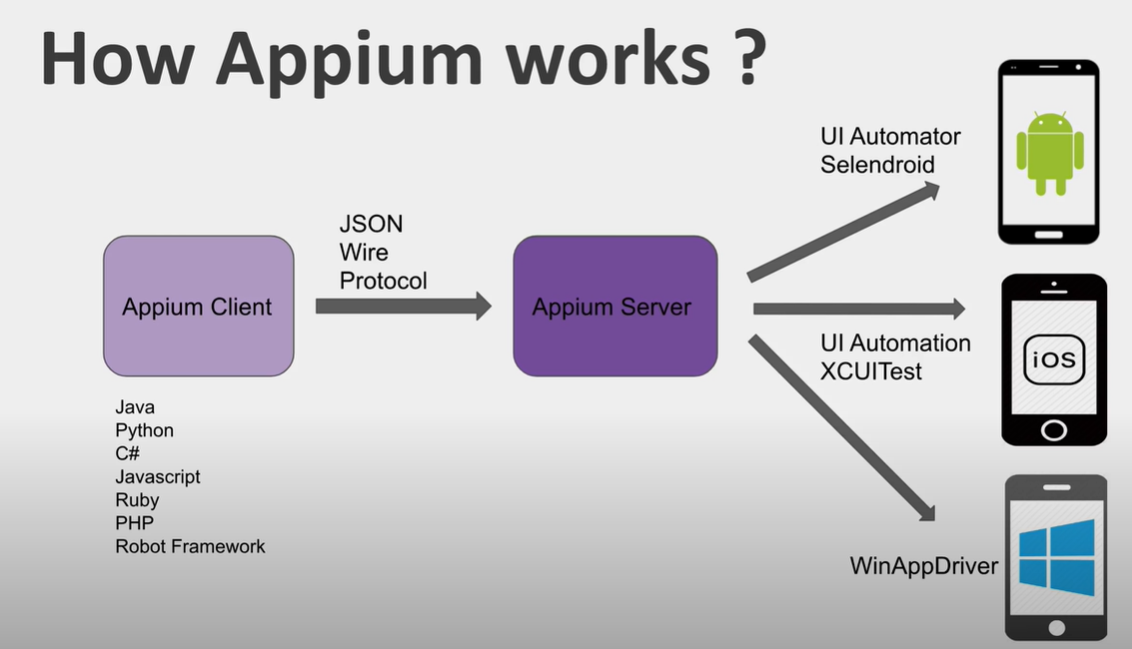 How Appium works ?
UI Automator
Selendroid
JSON
Wire
Protocol
Appium Client
Appium Server
UI Automation
XCUITest
iOS
Java
Python
C#
Javascript
Ruby
PHP
Robot Framework
WinAppDriver